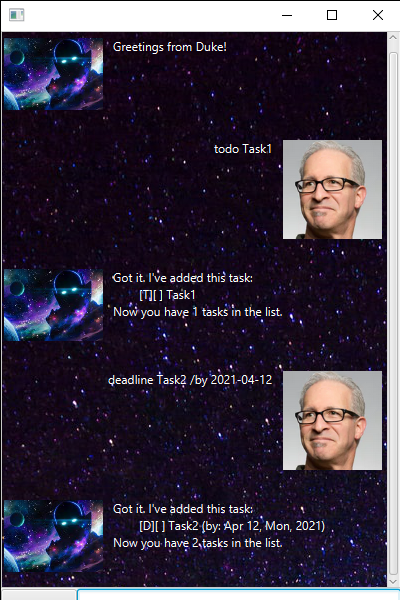 Greetings from Duke!
todo Task1
Got it. I've added this task:
[T][ ] Task1
Now you have 1 tasks in the list.
deadline Task2 /by 2021-04-12
Got it. I've added this task:
[D][ ] Task2 (by: Apr 12, Mon, 2021)
Now you have 2 tasks in the list.